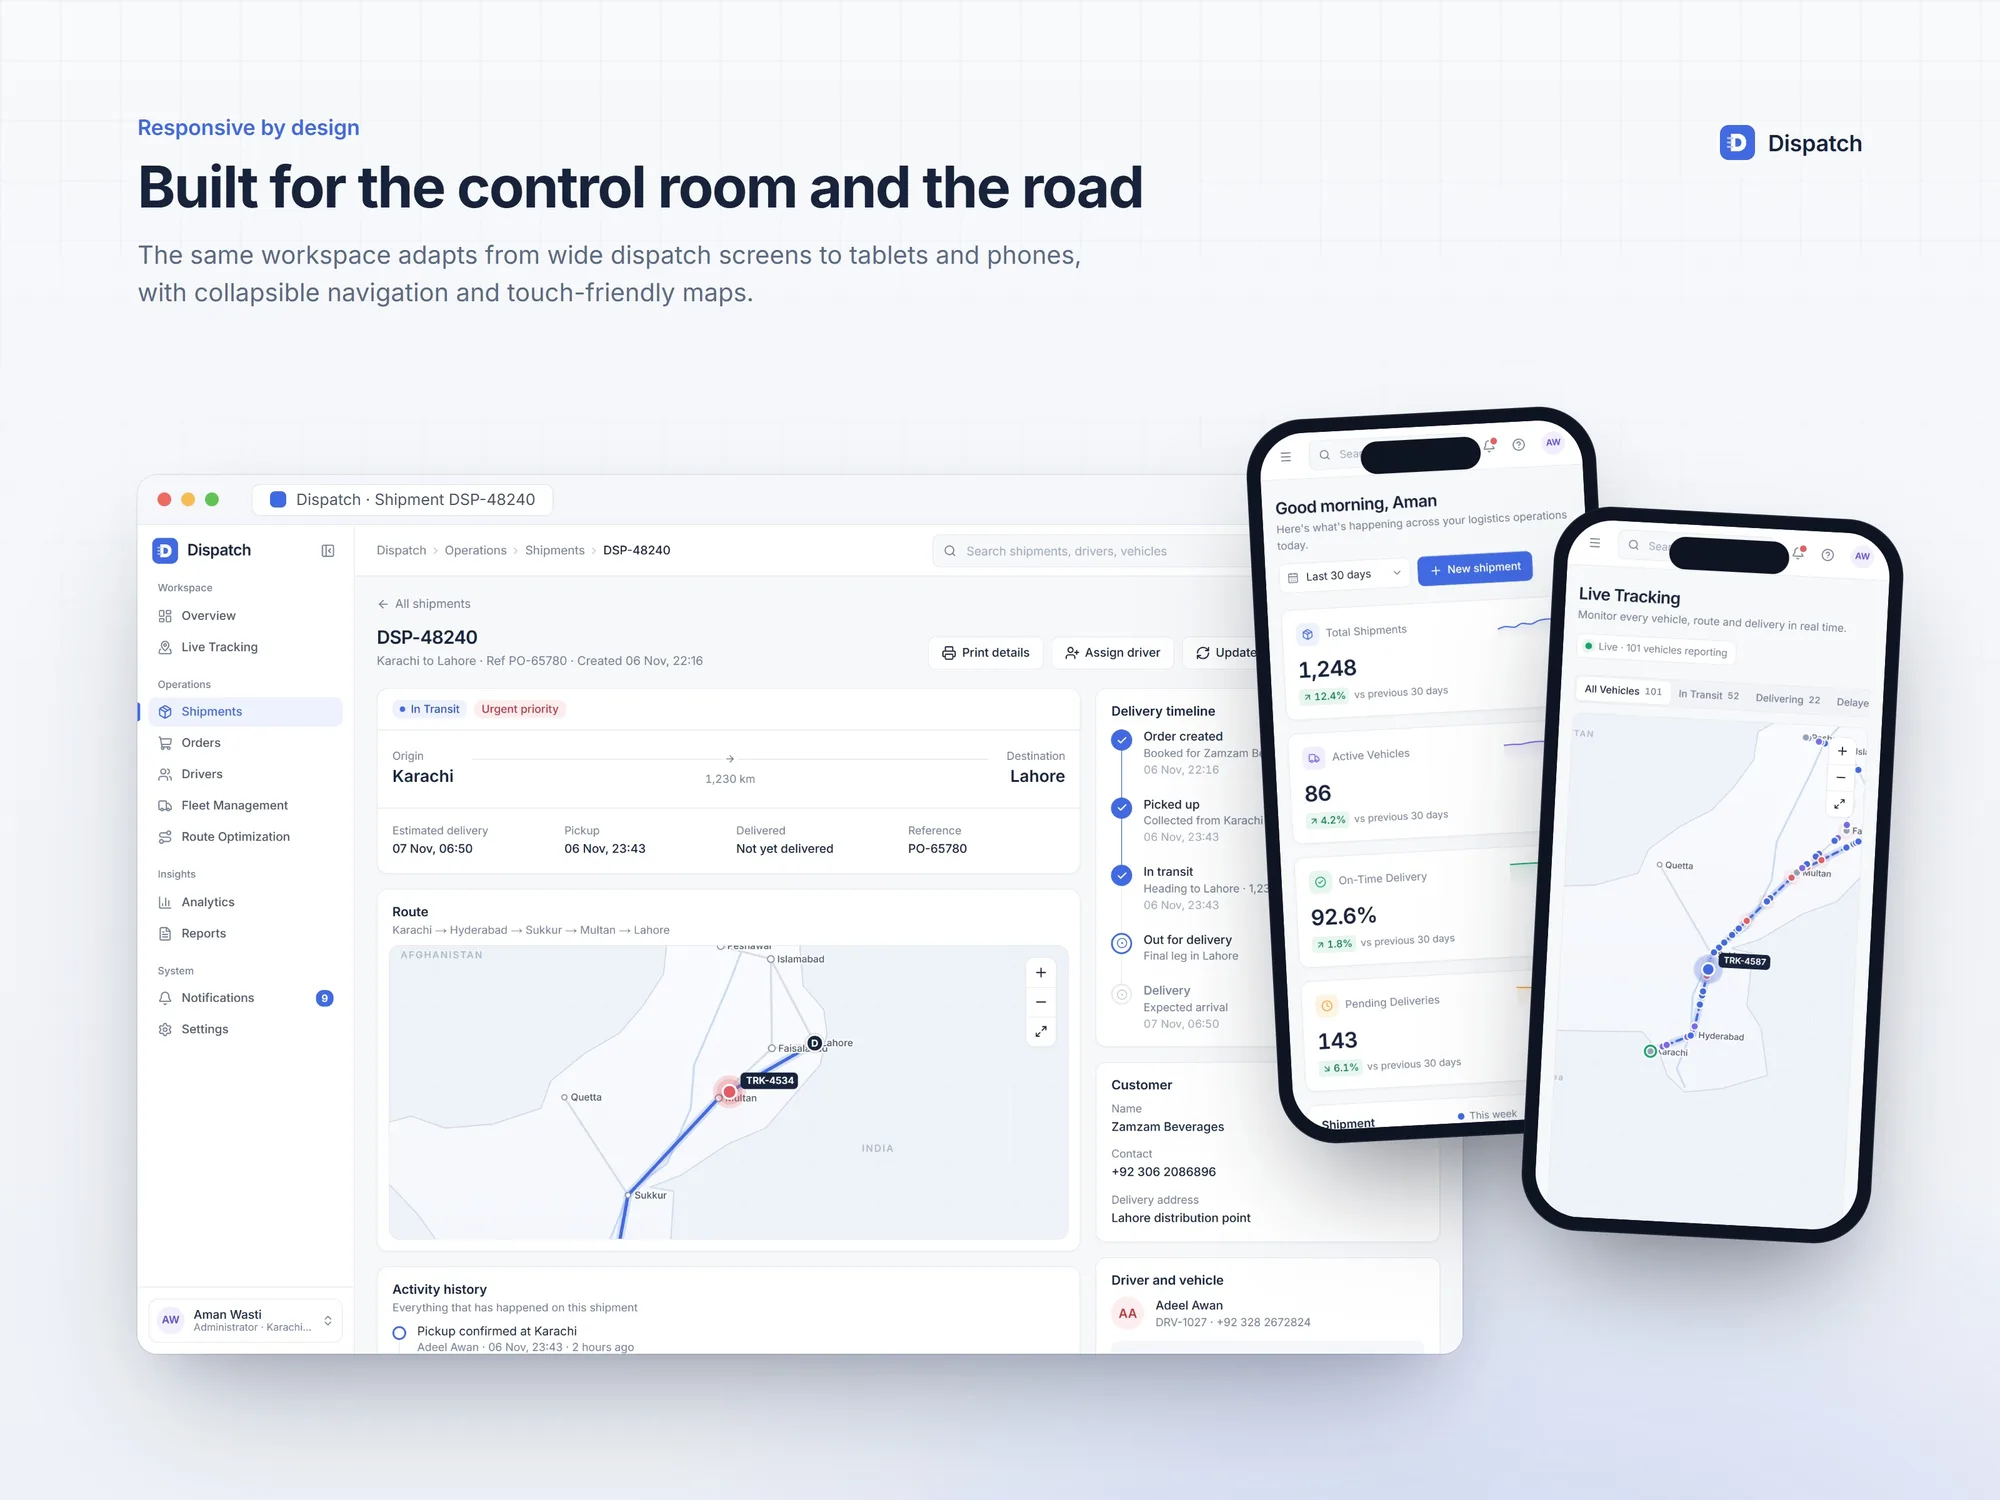 Responsive by design
Built for the control room and the road
The same workspace adapts from wide dispatch screens to tablets and phones,
with collapsible navigation and touch-friendly maps.
Dispatch
Dispatch · Shipment DSP-48240
Dispatch
Workspace
Overview
Live Tracking
Operations
Shipments
Orders
Drivers
Fleet Management
Route Optimization
Insights
Analytics
Reports
System
Notifications 9
Settings
AW
Aman Wasti
Administrator · Karachi...
Dispatch › Operations › Shipments › DSP-48240
Search shipments, drivers, vehicles
← All shipments
DSP-48240
Karachi to Lahore · Ref PO-65780 · Created 06 Nov, 22:16
Print details
Assign driver
Update
In Transit
Urgent priority
Origin
Karachi
→
1,230 km
Destination
Lahore
Estimated delivery
07 Nov, 06:50
Pickup
06 Nov, 23:43
Delivered
Not yet delivered
Reference
PO-65780
Route
Karachi → Hyderabad → Sukkur → Multan → Lahore
AFGHANISTAN
Peshawar
Islamabad
D
TRK-4534
Quetta
INDIA
Sukkur
Activity history
Everything that has happened on this shipment
Pickup confirmed at Karachi
Adeel Awan · 06 Nov, 23:43 · 2 hours ago
Delivery timeline
Order created
Booked for Zamzam B
06 Nov, 22:16
Picked up
Collected from Karachi
06 Nov, 23:43
In transit
Heading to Lahore · 1,23
06 Nov, 23:43
Out for delivery
Final leg in Lahore
Delivery
Expected arrival
07 Nov, 06:50
Customer
Name
Zamzam Beverages
Contact
+92 306 2086896
Delivery address
Lahore distribution point
Driver and vehicle
AA
Adeel Awan
DRV-1027 · +92 328 2672824
Sea
AW
Good morning, Aman
Here's what's happening across your logistics operations
today.
Last 30 days
+ New shipment
Total Shipments
1,248
12.4% vs previous 30 days
Active Vehicles
86
4.2% vs previous 30 days
On-Time Delivery
92.6%
1.8% vs previous 30 days
Pending Deliveries
143
6.1% vs previous 30 days
Shipment
This week
Sea
AW
Live Tracking
Monitor every vehicle, route and delivery in real time.
Live · 101 vehicles reporting
All Vehicles 101
In Transit 52
Delivering 22
Delaye
TAN
Isl
Fa
Quetta
Multan
TRK-4587
Hyderabad
arachi